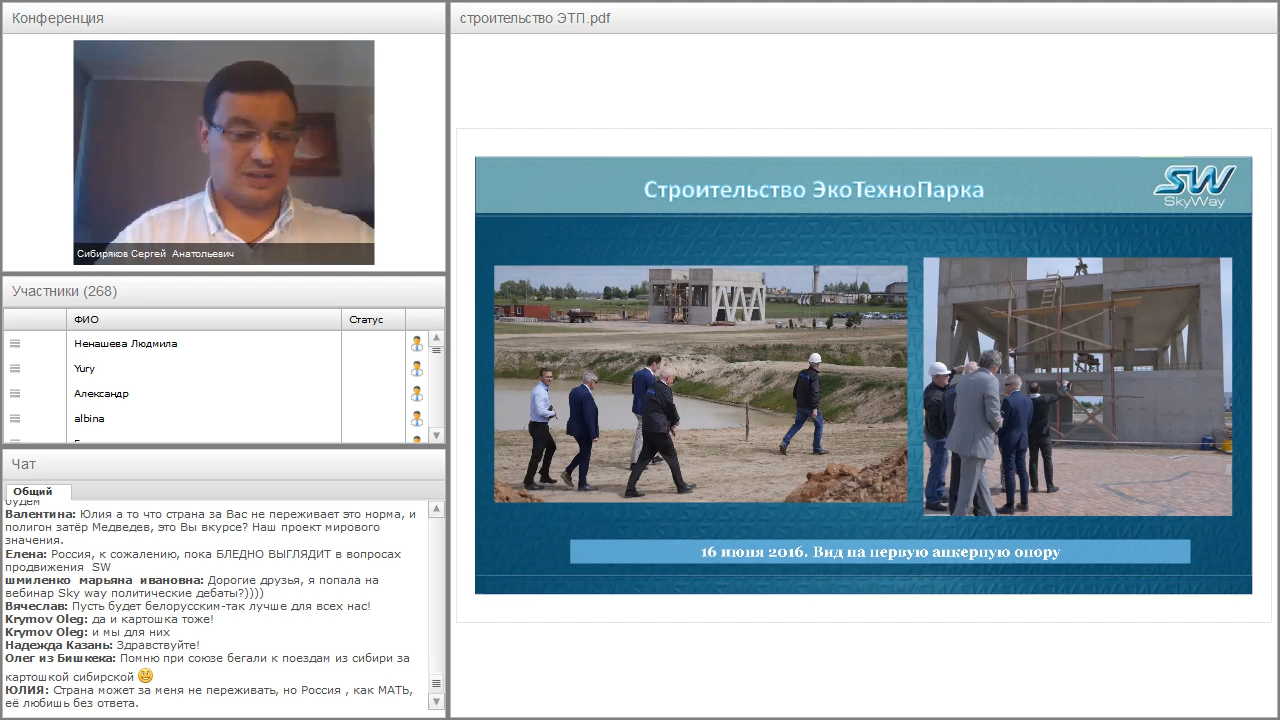 Конференция
Сибиряков Сергей Анатольевич
Участники (268)
ФИО
Статус
Ненашева Людмила
Yury
Александр
albina
Чат
Общий
будем
Валентина: Юлия а то что страна за Вас не переживает это норма, и
полигон затёр Медведев, это Вы вкурсе? Наш проект мирового
значения.
Елена: Россия, к сожалению, пока БЛЕДНО ВЫГЛЯДИТ в вопросах
продвижения SW
шмиленко марьяна ивановна: Дорогие друзья, я попала на
вебинар Sky way политические дебаты?))))
Вячеслав: Пусть будет белорусским-так лучше для всех нас!
Krymov Oleg: да и картошка тоже!
Krymov Oleg: и мы для них
Надежда Казань: Здравствуйте!
Олег из Бишкека: Помню при союзе бегали к поездам из сибири за
картошкой сибирской
ЮЛИЯ: Страна может за меня не переживать, но Россия , как МАТЬ,
её любишь без ответа.
строительство ЭТП.pdf
Строительство ЭкоТехноПарка
SW
SkyWay
16 июня 2016. Вид на первую анкерную опору